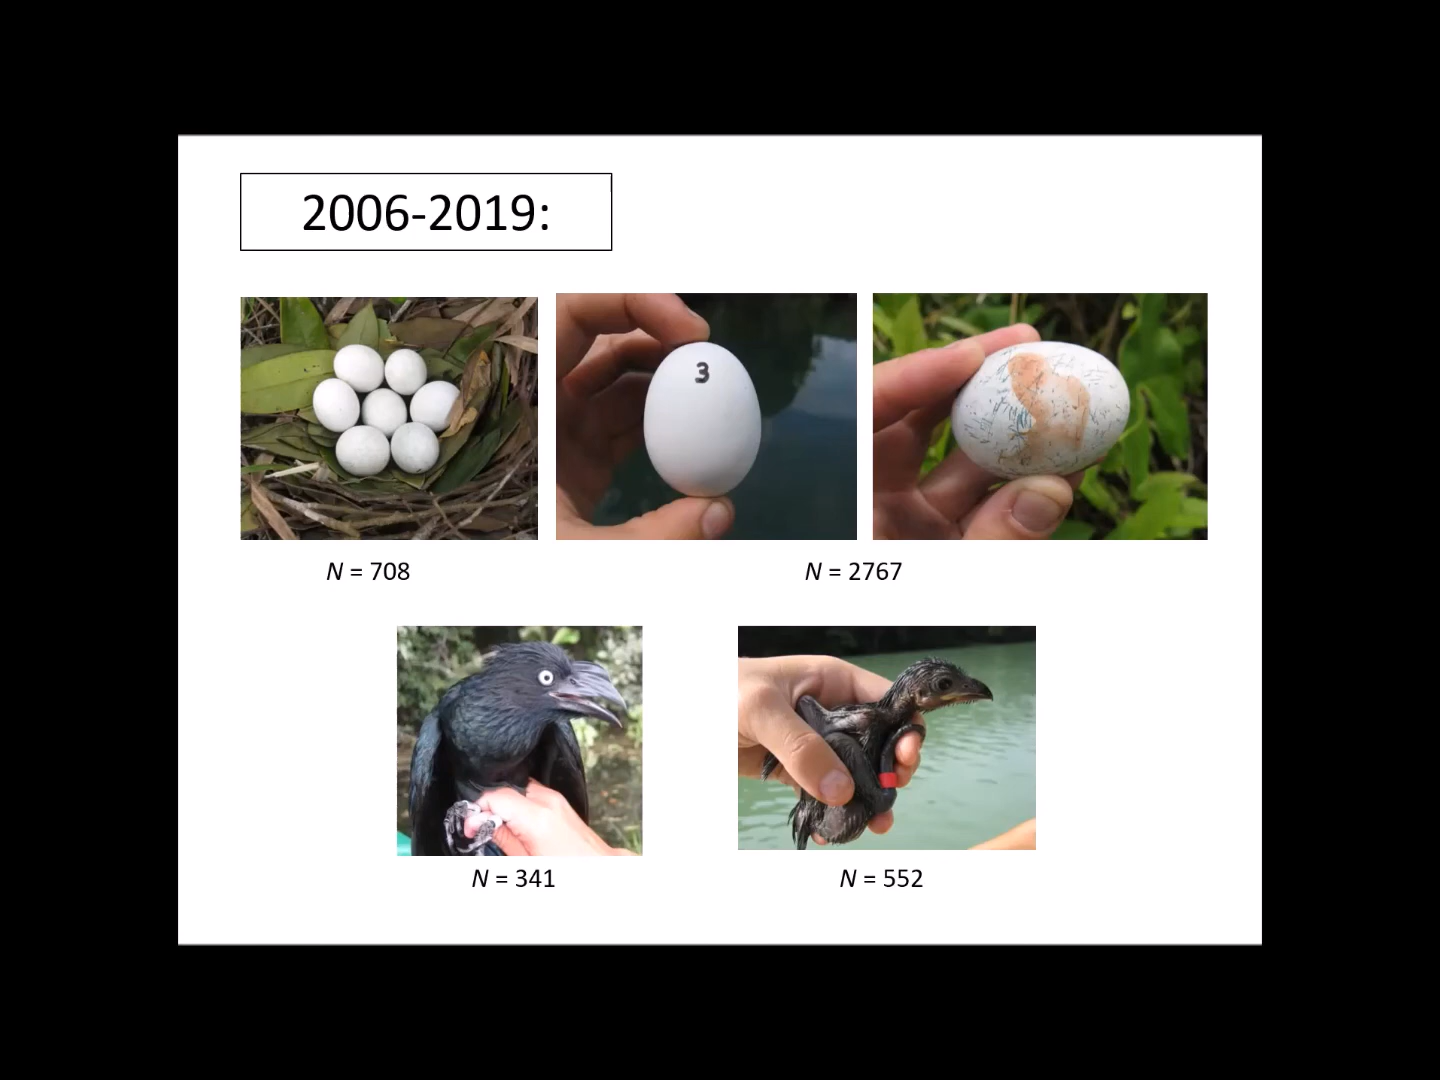 2006-2019:
3
N = 708
N = 2767
N = 341
N = 552